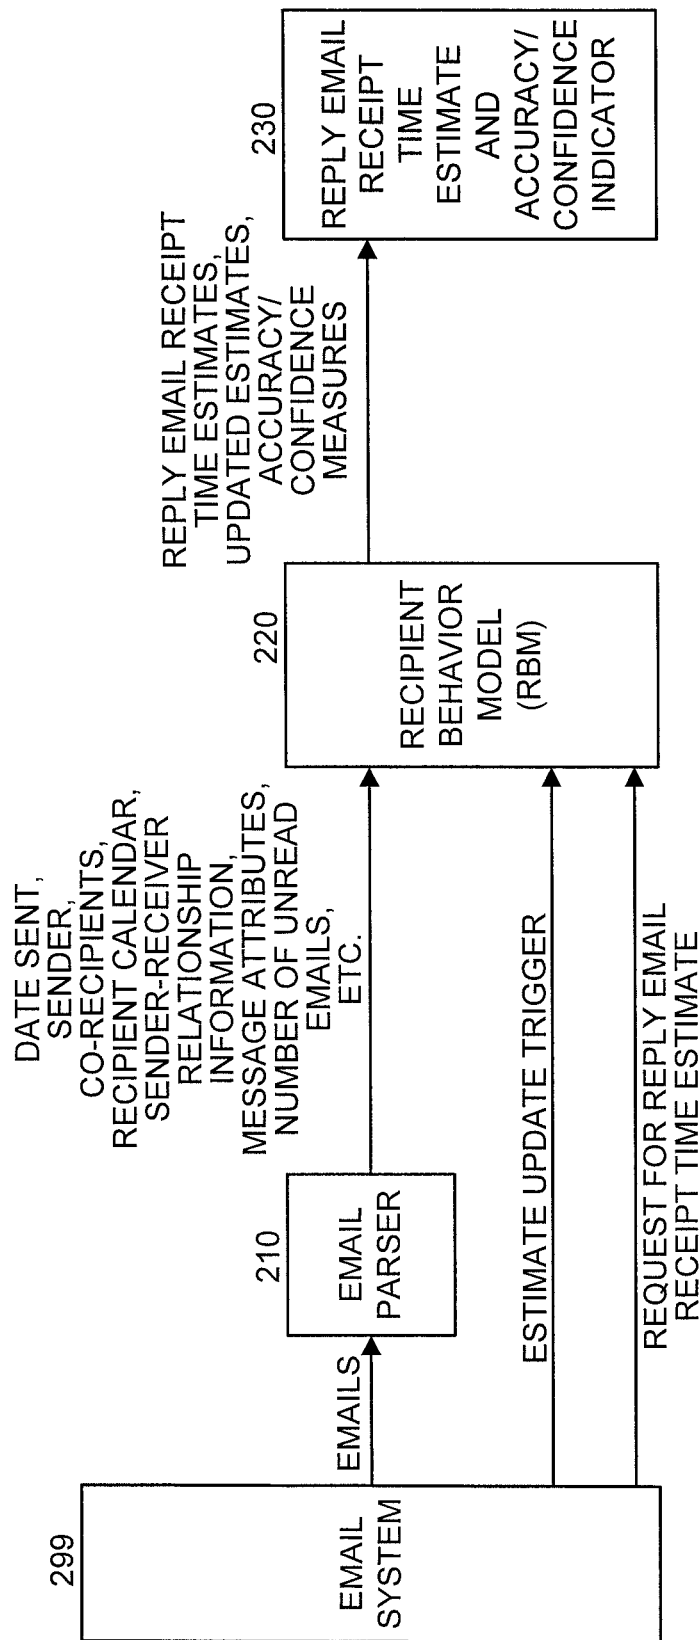 299
EMAIL
SYSTEM
EMAILS
210
EMAIL
PARSER
DATE SENT,
SENDER,
CO-RECIPIENTS,
RECIPIENT CALENDAR,
SENDER-RECEIVER
RELATIONSHIP
INFORMATION,
MESSAGE ATTRIBUTES,
NUMBER OF UNREAD
EMAILS,
ETC.
ESTIMATE UPDATE TRIGGER
REQUEST FOR REPLY EMAIL
RECEIPT TIME ESTIMATE
220
RECIPIENT
BEHAVIOR
MODEL
(RBM)
REPLY EMAIL RECEIPT
TIME ESTIMATES,
UPDATED ESTIMATES,
ACCURACY/
CONFIDENCE
MEASURES
230
REPLY EMAIL
RECEIPT
TIME
ESTIMATE
AND
ACCURACY/
CONFIDENCE
INDICATOR